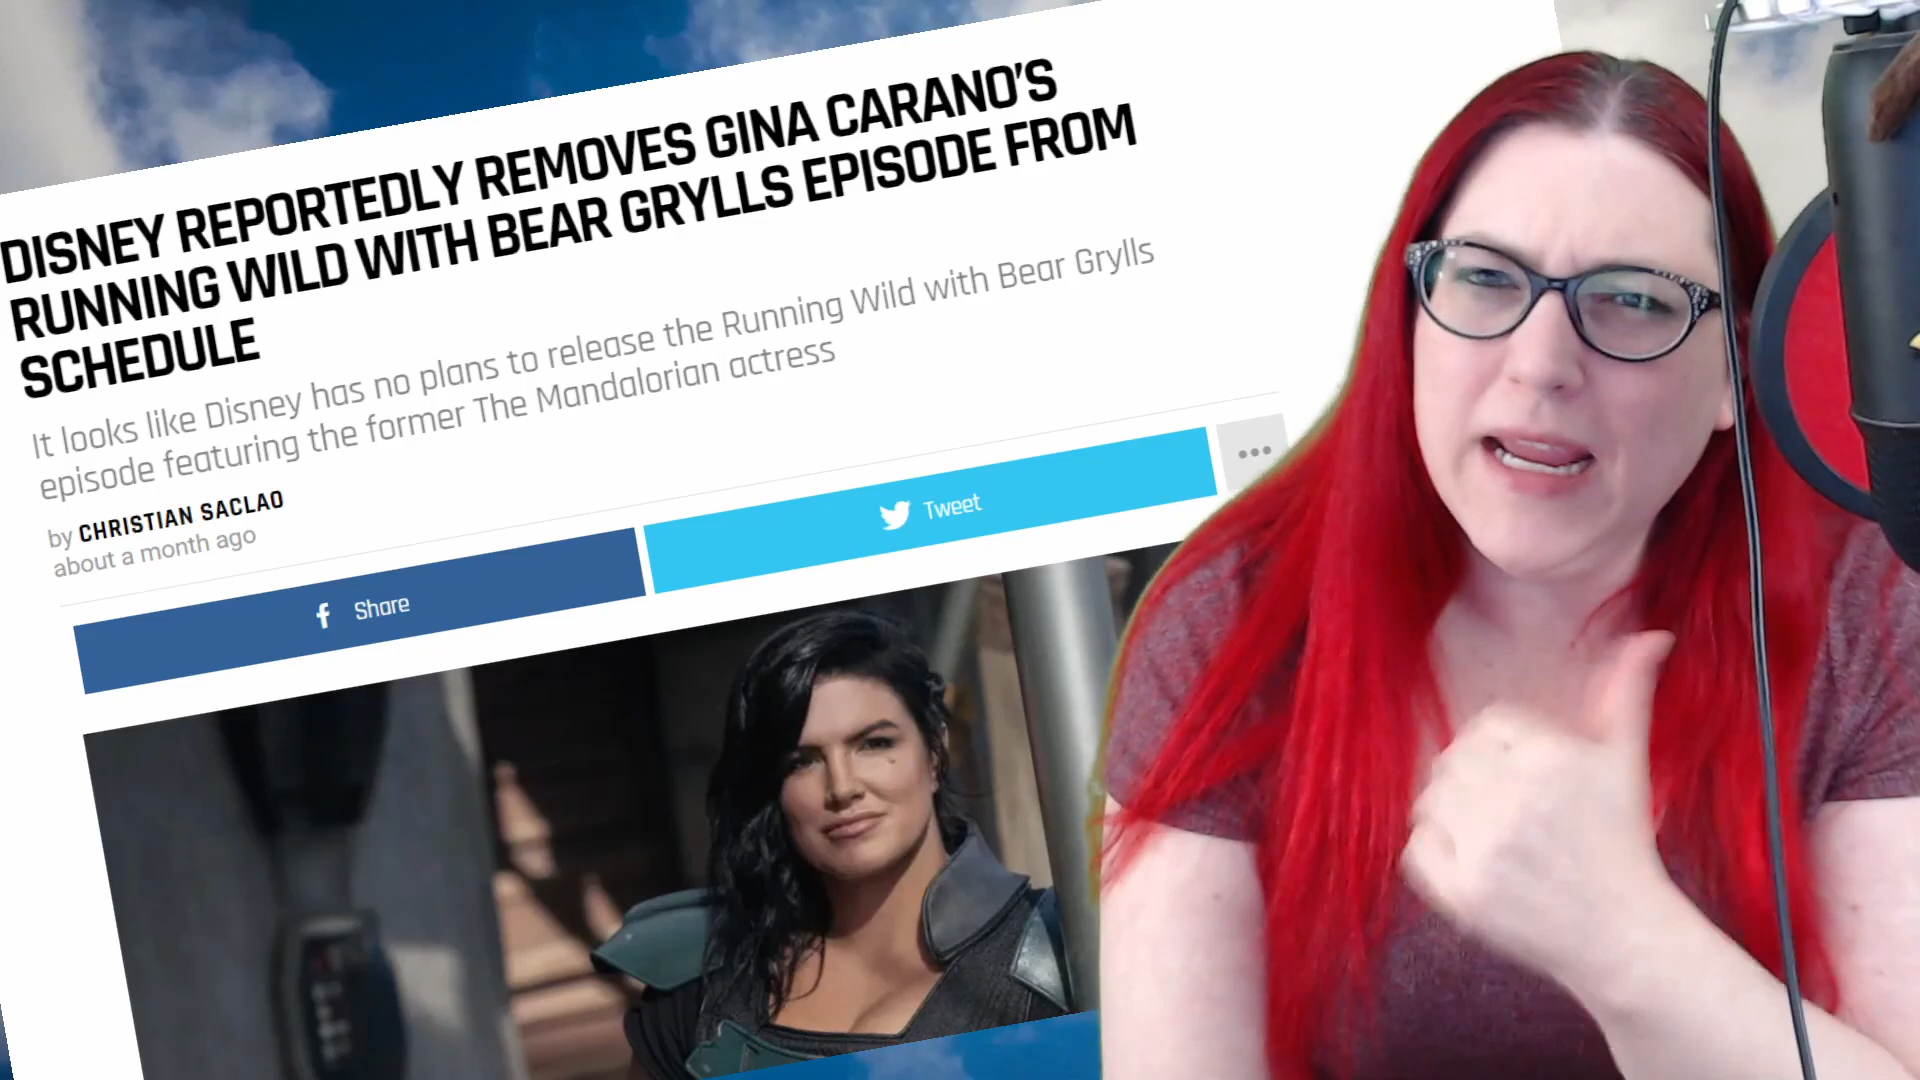 DISNEY REPORTEDLY REMOVES GINA CARANO'S
RUNNING WILD WITH BEAR GRYLLS EPISODE FROM
SCHEDULE
It looks like Disney has no plans to release the Running Wild with Bear Grylls
episode featuring the former The Mandalorian actress
by CHRISTIAN SACLAO
about a month ago
Share
Tweet